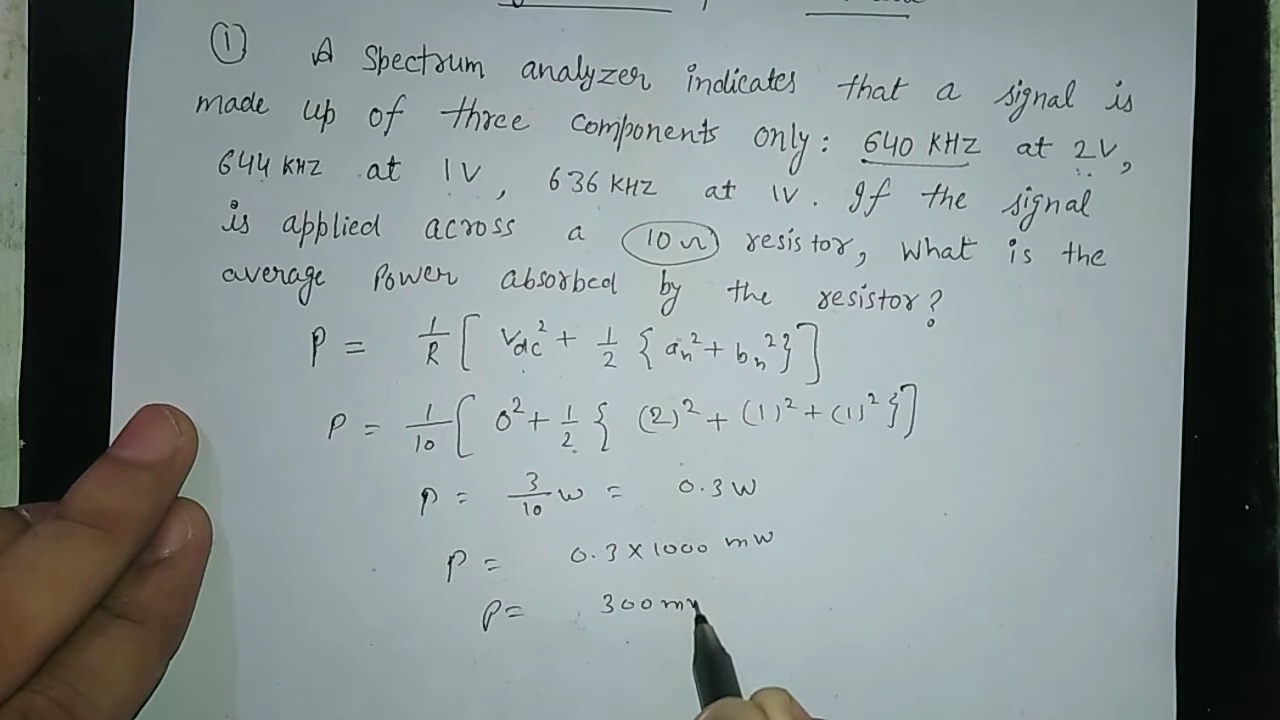 ① A Spectrum analyzer indicates that a signal is
made up of three components only: 640 KHZ at 2V,
644 KHZ at 1V, 636 KHZ at 1V. If the signal
is applied across a 10Ω resistor, what is the
average Power absorbed by the resistor?
P = 1/R [ Vdc² + 1/2 { an² + bn² } ]
P = 1/10 [ 0² + 1/2 { (2)² + (1)² + (1)² } ]
P = 3/10 W = 0.3 W
P = 0.3 × 1000 mW
P = 300 m